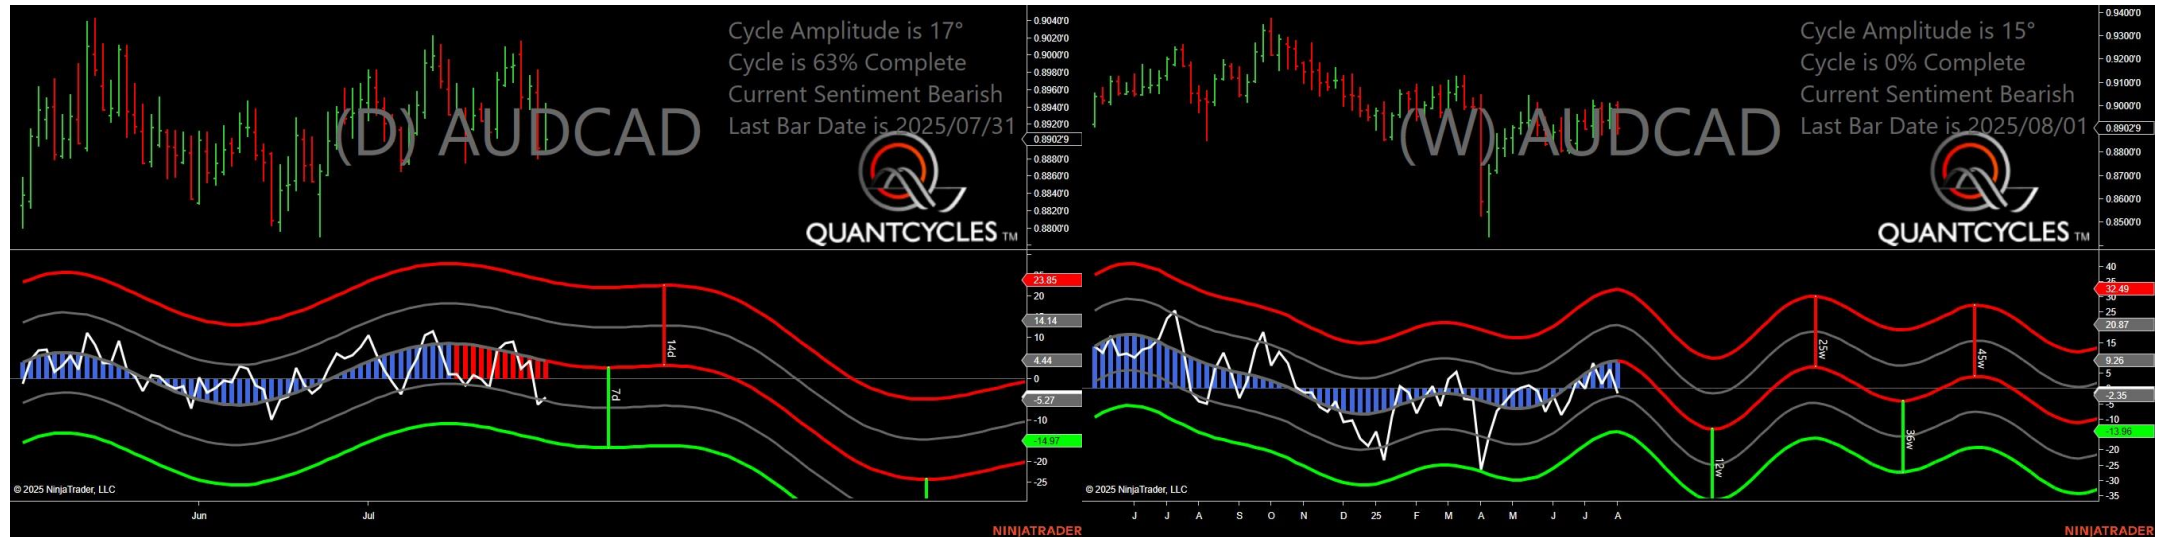 Cycle Amplitude is 17°
Cycle is 63% Complete
Current Sentiment Bearish
Last Bar Date is 2025/07/31
(D) AUDCAD
QUANTCYCLES TM
0.9040'0
0.9020'0
0.9000'0
0.8980'0
0.8960'0
0.8940'0
0.8920'0
0.8902'9
0.8880'0
0.8860'0
0.8840'0
0.8820'0
0.8800'0
23.85
20
14.14
10
4.44
0
-5.27
-10
-14.97
-20
-25
14d
7d
© 2025 NinjaTrader, LLC
Jun
Jul
NINJATRADER
Cycle Amplitude is 15°
Cycle is 0% Complete
Current Sentiment Bearish
Last Bar Date is 2025/08/01
(W) AUDCAD
QUANTCYCLES TM
0.9400'0
0.9300'0
0.9200'0
0.9100'0
0.9000'0
0.8902'9
0.8800'0
0.8700'0
0.8600'0
0.8500'0
40
32.49
30
20.87
15
9.26
5
-2.35
-5
-10
-13.96
-20
-25
-30
-35
25w
45w
12w
36w
© 2025 NinjaTrader, LLC
J J A S O N D 25 F M A M J J A
NINJATRADER